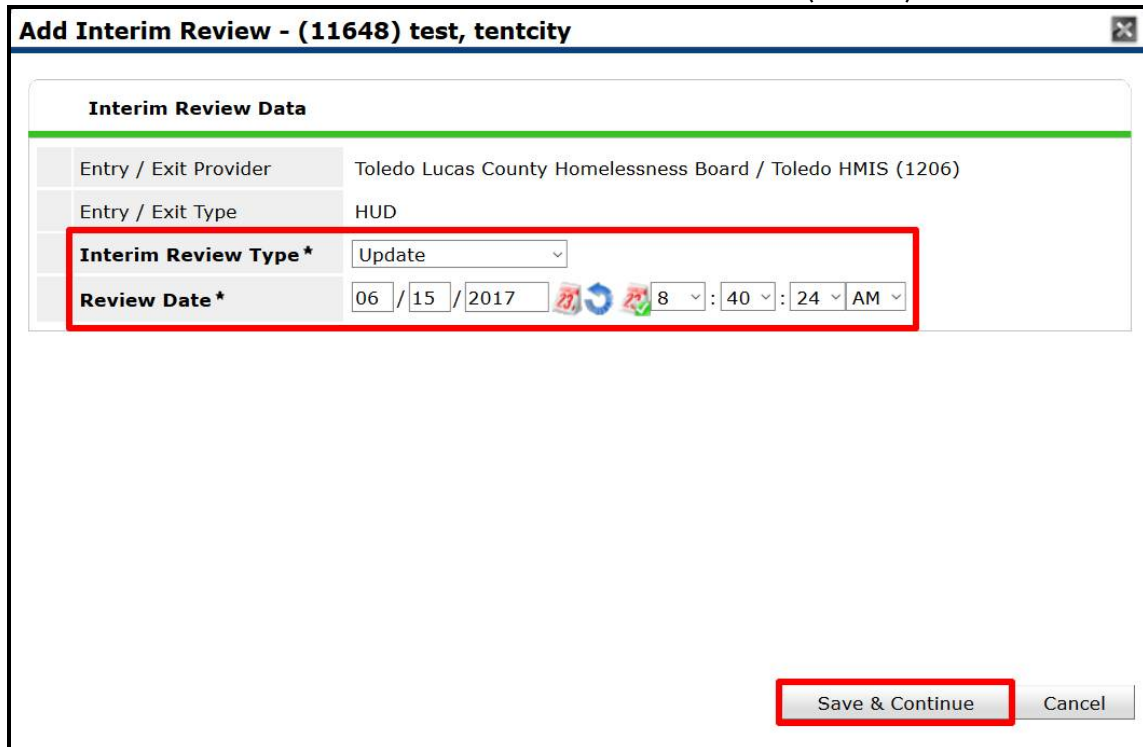 Add Interim Review - (11648) test, tentcity
Interim Review Data
Entry / Exit Provider Toledo Lucas County Homelessness Board / Toledo HMIS (1206)
Entry / Exit Type HUD
Interim Review Type* Update
Review Date* 06 / 15 / 2017 8 : 40 : 24 AM
Save & Continue Cancel